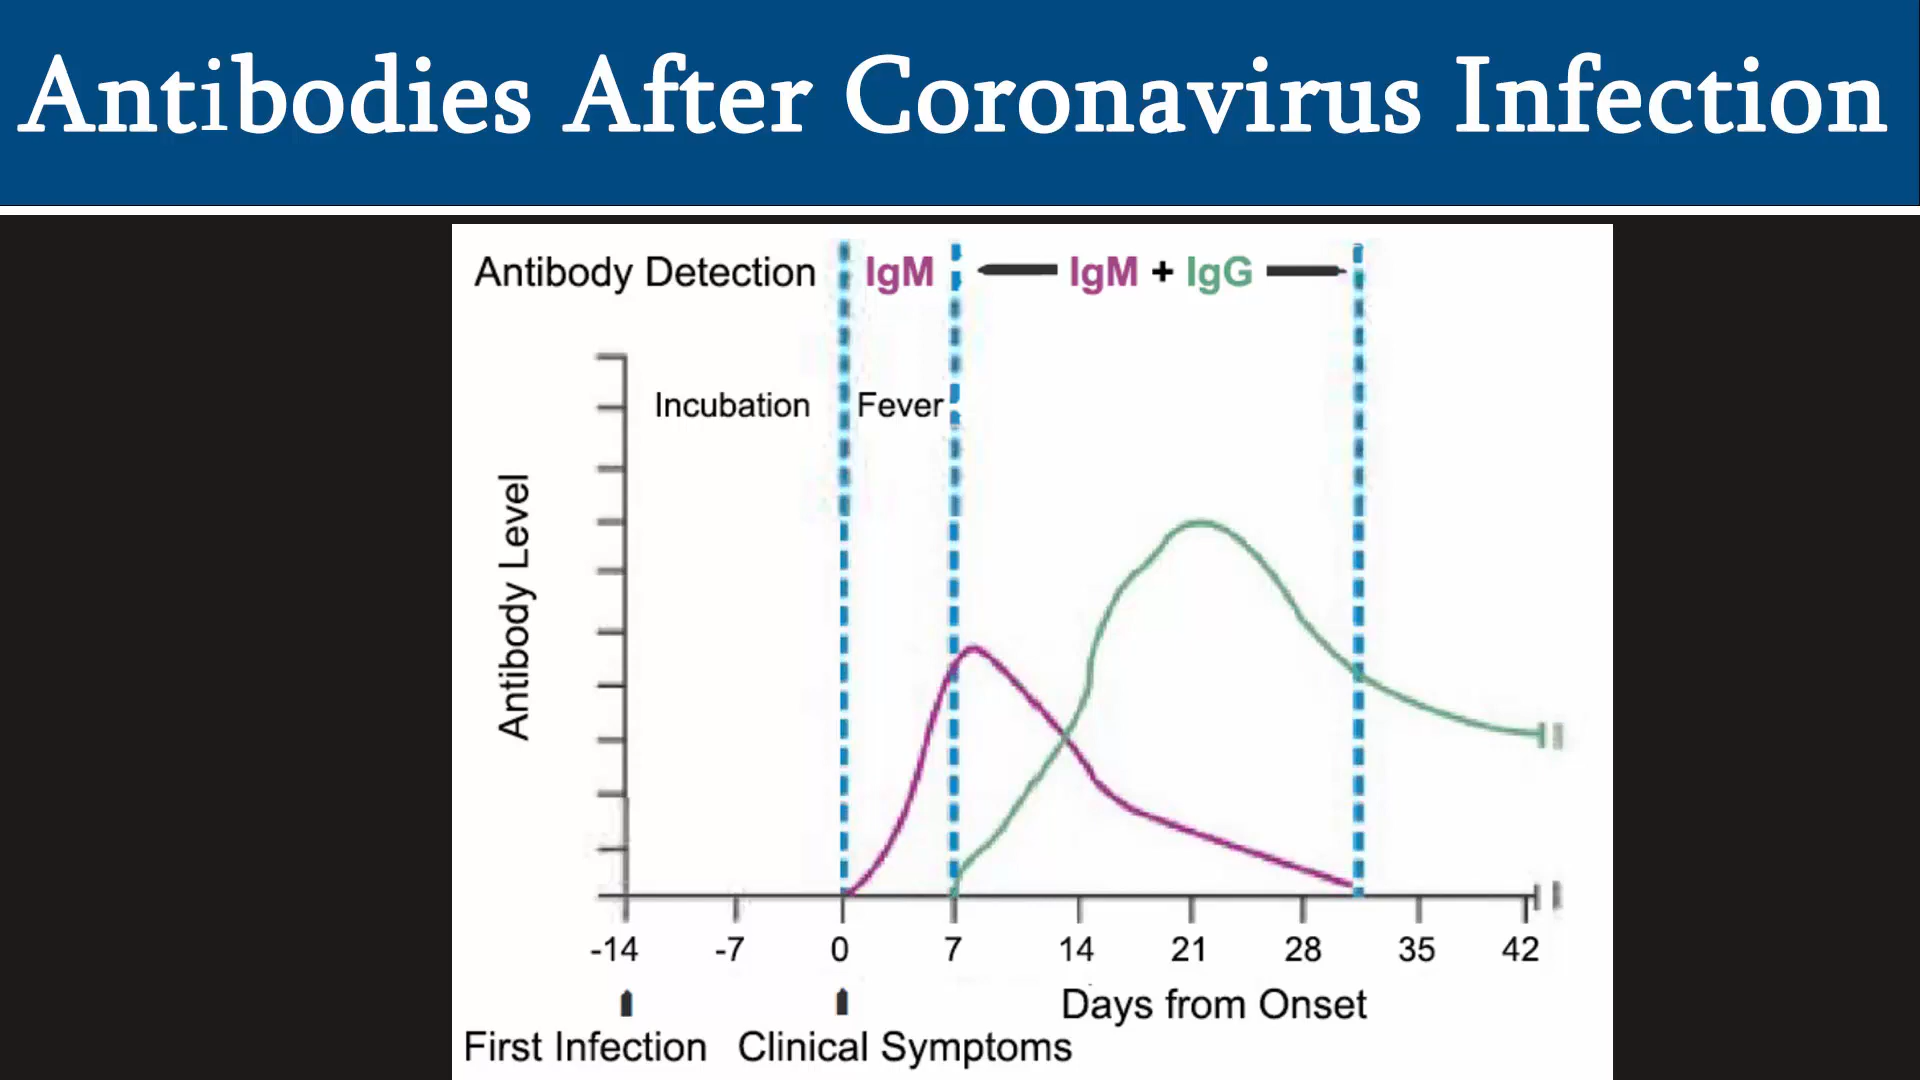 Antibodies After Coronavirus Infection
Antibody Detection IgM IgM + IgG
Incubation Fever
Antibody Level
-14 -7 0 7 14 21 28 35 42
Days from Onset
First Infection Clinical Symptoms